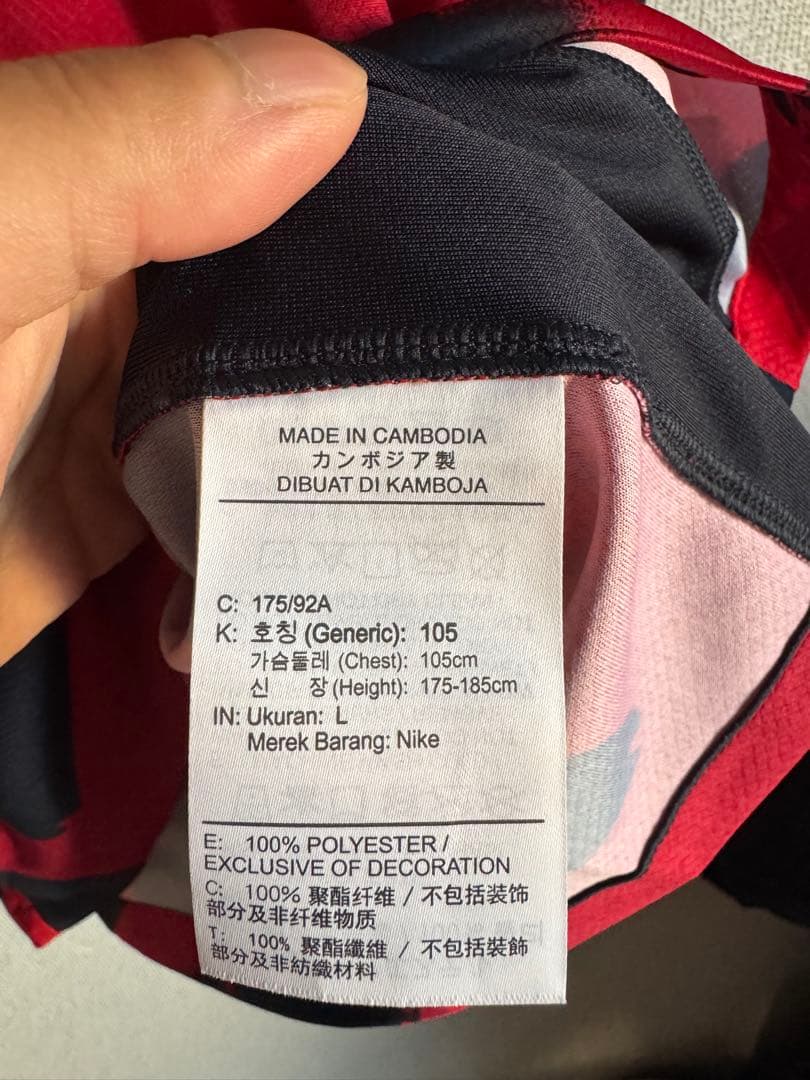 MADE IN CAMBODIA
カンボジア製
DIBUAT DI KAMBOJA
C: 175/92A
K: 호칭 (Generic): 105
가슴둘레 (Chest): 105cm
신 장 (Height): 175-185cm
IN: Ukuran: L
Merek Barang: Nike
E: 100% POLYESTER /
EXCLUSIVE OF DECORATION
C: 100% 聚酯纤维 / 不包括装饰
部分及非纤维物质
T: 100% 聚酯纖維 / 不包括裝飾
部分及非紡織材料